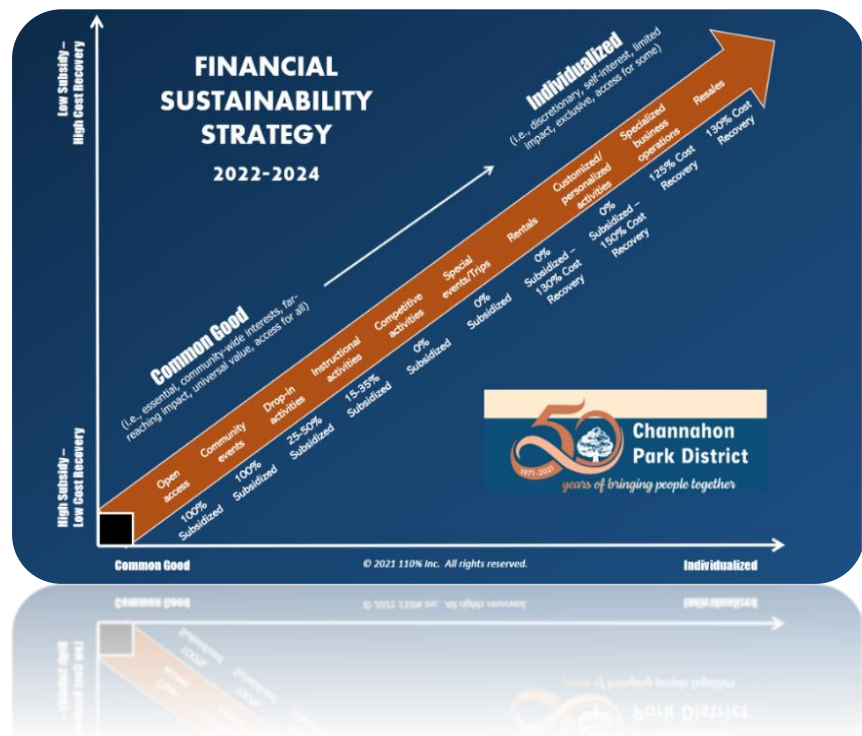 FINANCIAL
SUSTAINABILITY
STRATEGY
2022-2024
Low Subsidy –
High Cost Recovery
High Subsidy –
Low Cost Recovery
Individualized
(i.e., discretionary, self-interest, limited
impact, exclusive, access for some)
Common Good
(i.e., essential, community-wide interests, far-
reaching impact, universal value, access for all)
Open
access
Community
events
Drop-in
activities
Instructional
activities
Competitive
activities
Special
events/Trips
Rentals
Customized/
personalized
activities
Specialized
business
operations
Resales
100%
Subsidized
100%
Subsidized
25-50%
Subsidized
15-35%
Subsidized
0%
Subsidized
0%
Subsidized
0%
Subsidized –
130% Cost
Recovery
0%
Subsidized –
150% Cost
Recovery
125% Cost
Recovery
130% Cost
Recovery
50
1971-2021
Channahon
Park District
years of bringing people together
Common Good
© 2021 110% Inc. All rights reserved.
Individualized